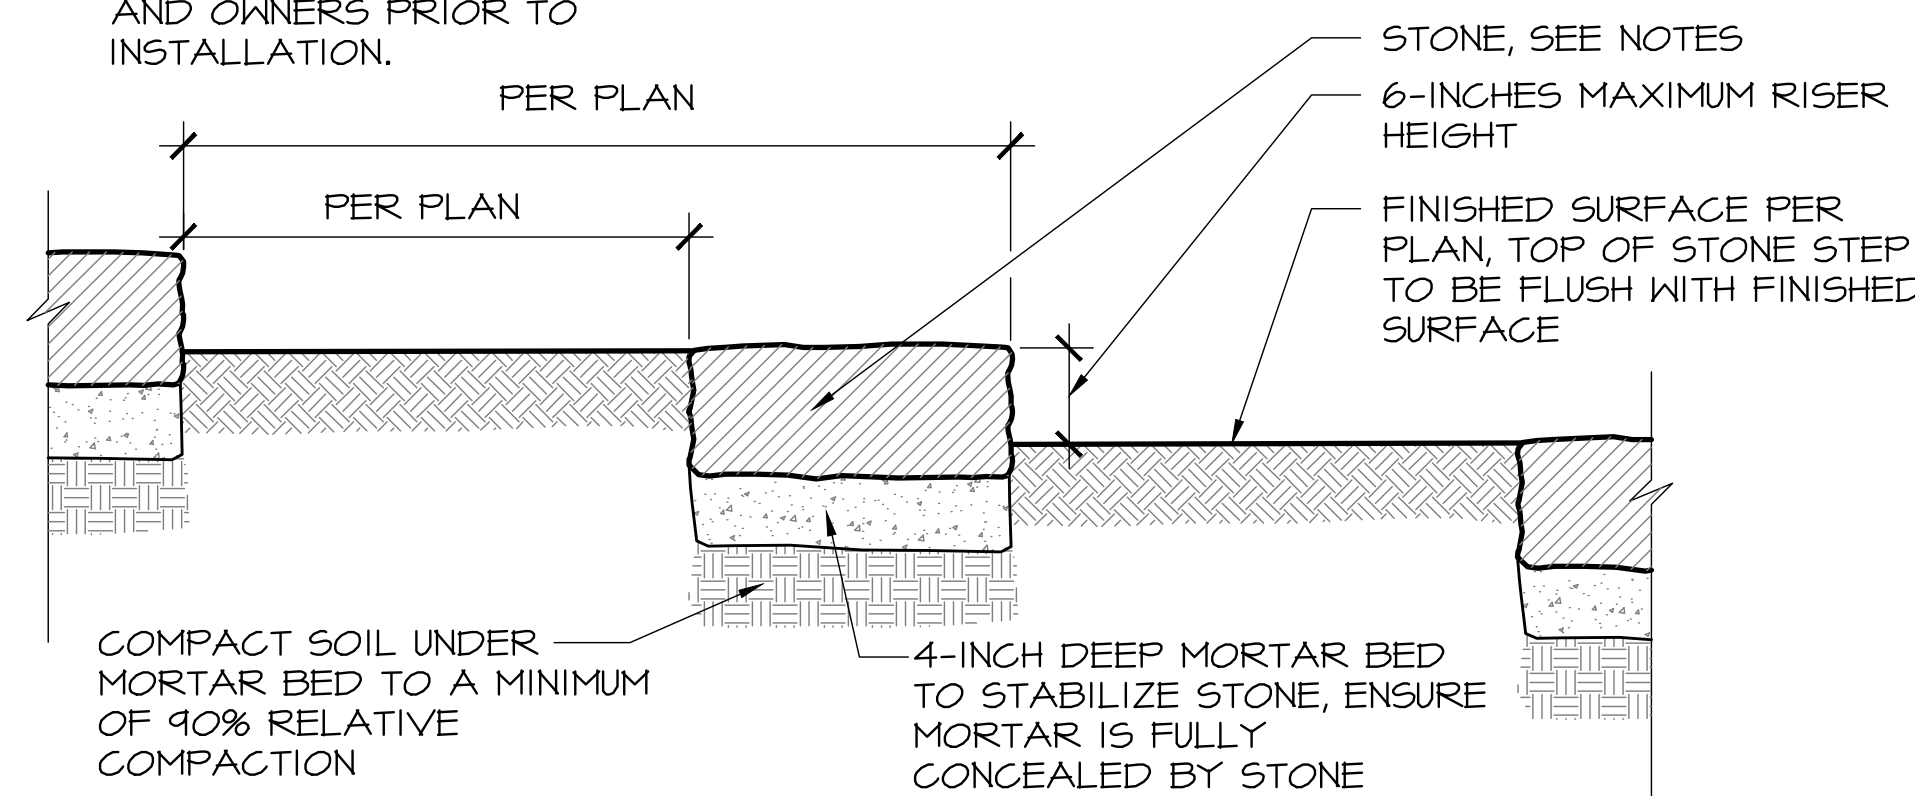 AND OWNERS PRIOR TO
INSTALLATION.
PER PLAN
PER PLAN
STONE, SEE NOTES
6-INCHES MAXIMUM RISER
HEIGHT
FINISHED SURFACE PER
PLAN, TOP OF STONE STEP
TO BE FLUSH WITH FINISHED
SURFACE
COMPACT SOIL UNDER
MORTAR BED TO A MINIMUM
OF 90% RELATIVE
COMPACTION
4-INCH DEEP MORTAR BED
TO STABILIZE STONE, ENSURE
MORTAR IS FULLY
CONCEALED BY STONE